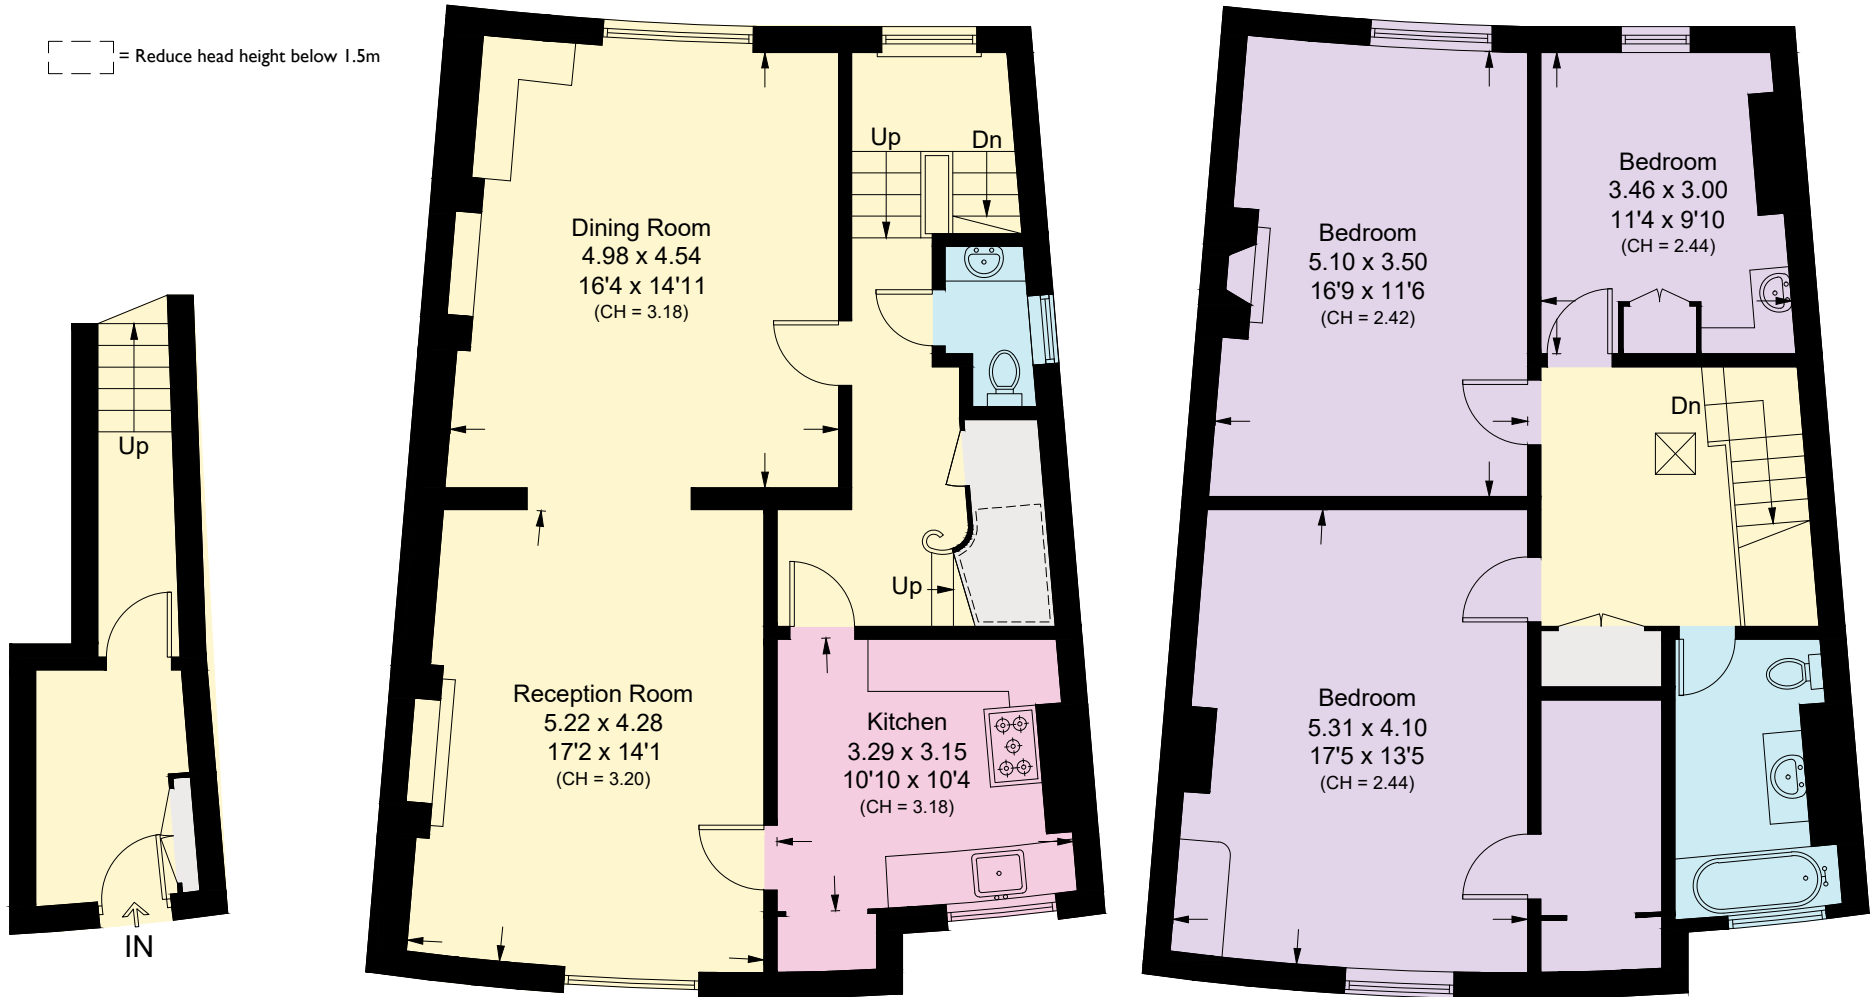 = Reduce head height below 1.5m
Up
IN
Dining Room
4.98 x 4.54
16'4 x 14'11
(CH = 3.18)
Up
Dn
Reception Room
5.22 x 4.28
17'2 x 14'1
(CH = 3.20)
Up
Kitchen
3.29 x 3.15
10'10 x 10'4
(CH = 3.18)
Bedroom
5.10 x 3.50
16'9 x 11'6
(CH = 2.42)
Bedroom
3.46 x 3.00
11'4 x 9'10
(CH = 2.44)
Dn
Bedroom
5.31 x 4.10
17'5 x 13'5
(CH = 2.44)